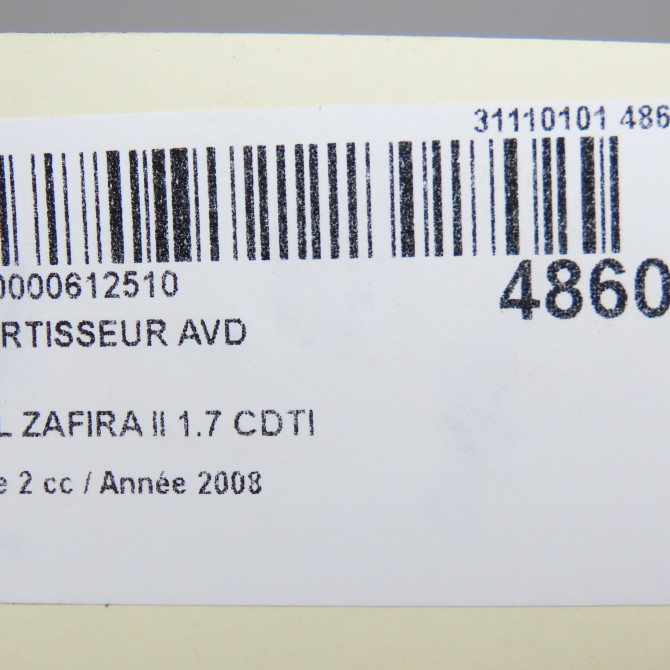 31110101 486
0000612510
4860
RTISSEUR AVD
L ZAFIRA II 1.7 CDTI
e 2 cc / Année 2008